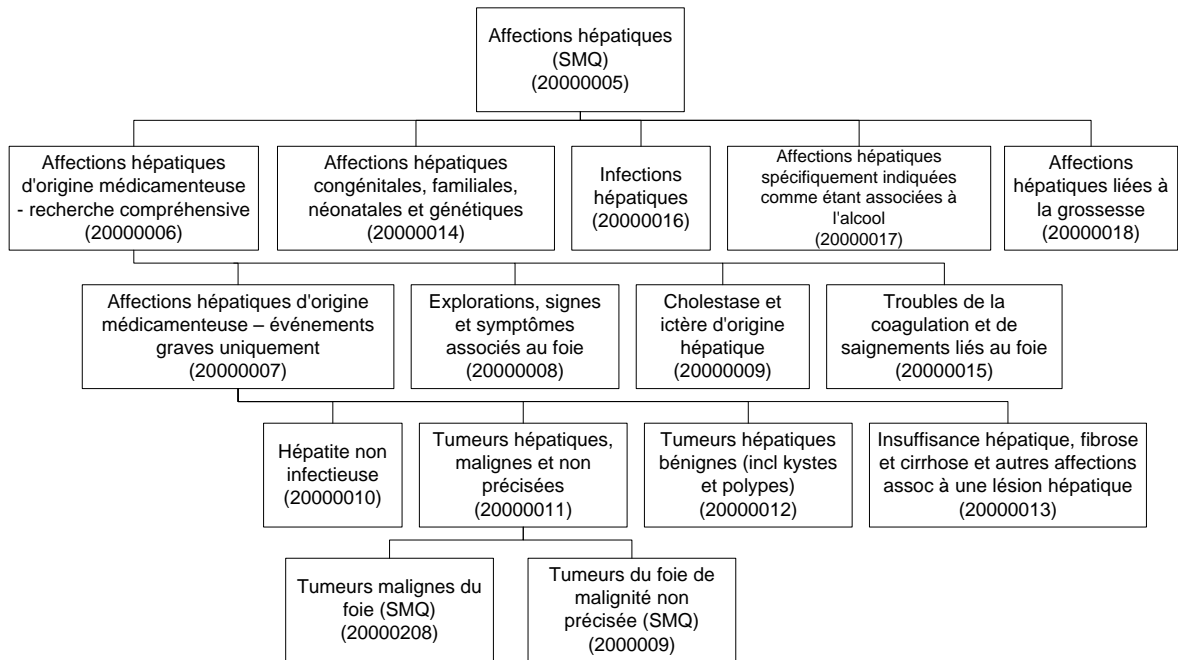 Affections hépatiques
(SMQ)
(20000005)
Affections hépatiques
d'origine médicamenteuse
- recherche compréhensive
(20000006)
Affections hépatiques
congénitales, familiales,
néonatales et génétiques
(20000014)
Infections
hépatiques
(20000016)
Affections hépatiques
spécifiquement indiquées
comme étant associées à
l'alcool
(20000017)
Affections
hépatiques liées à
la grossesse
(20000018)
Affections hépatiques d'origine
médicamenteuse – événements
graves uniquement
(20000007)
Explorations, signes
et symptômes
associés au foie
(20000008)
Cholestase et
ictère d'origine
hépatique
(20000009)
Troubles de la
coagulation et de
saignements liés au foie
(20000015)
Hépatite non
infectieuse
(20000010)
Tumeurs hépatiques,
malignes et non
précisées
(20000011)
Tumeurs hépatiques
bénignes (incl kystes
et polypes)
(20000012)
Insuffisance hépatique, fibrose
et cirrhose et autres affections
assoc à une lésion hépatique
(20000013)
Tumeurs malignes du
foie (SMQ)
(20000208)
Tumeurs du foie de
malignité non
précisée (SMQ)
(2000009)